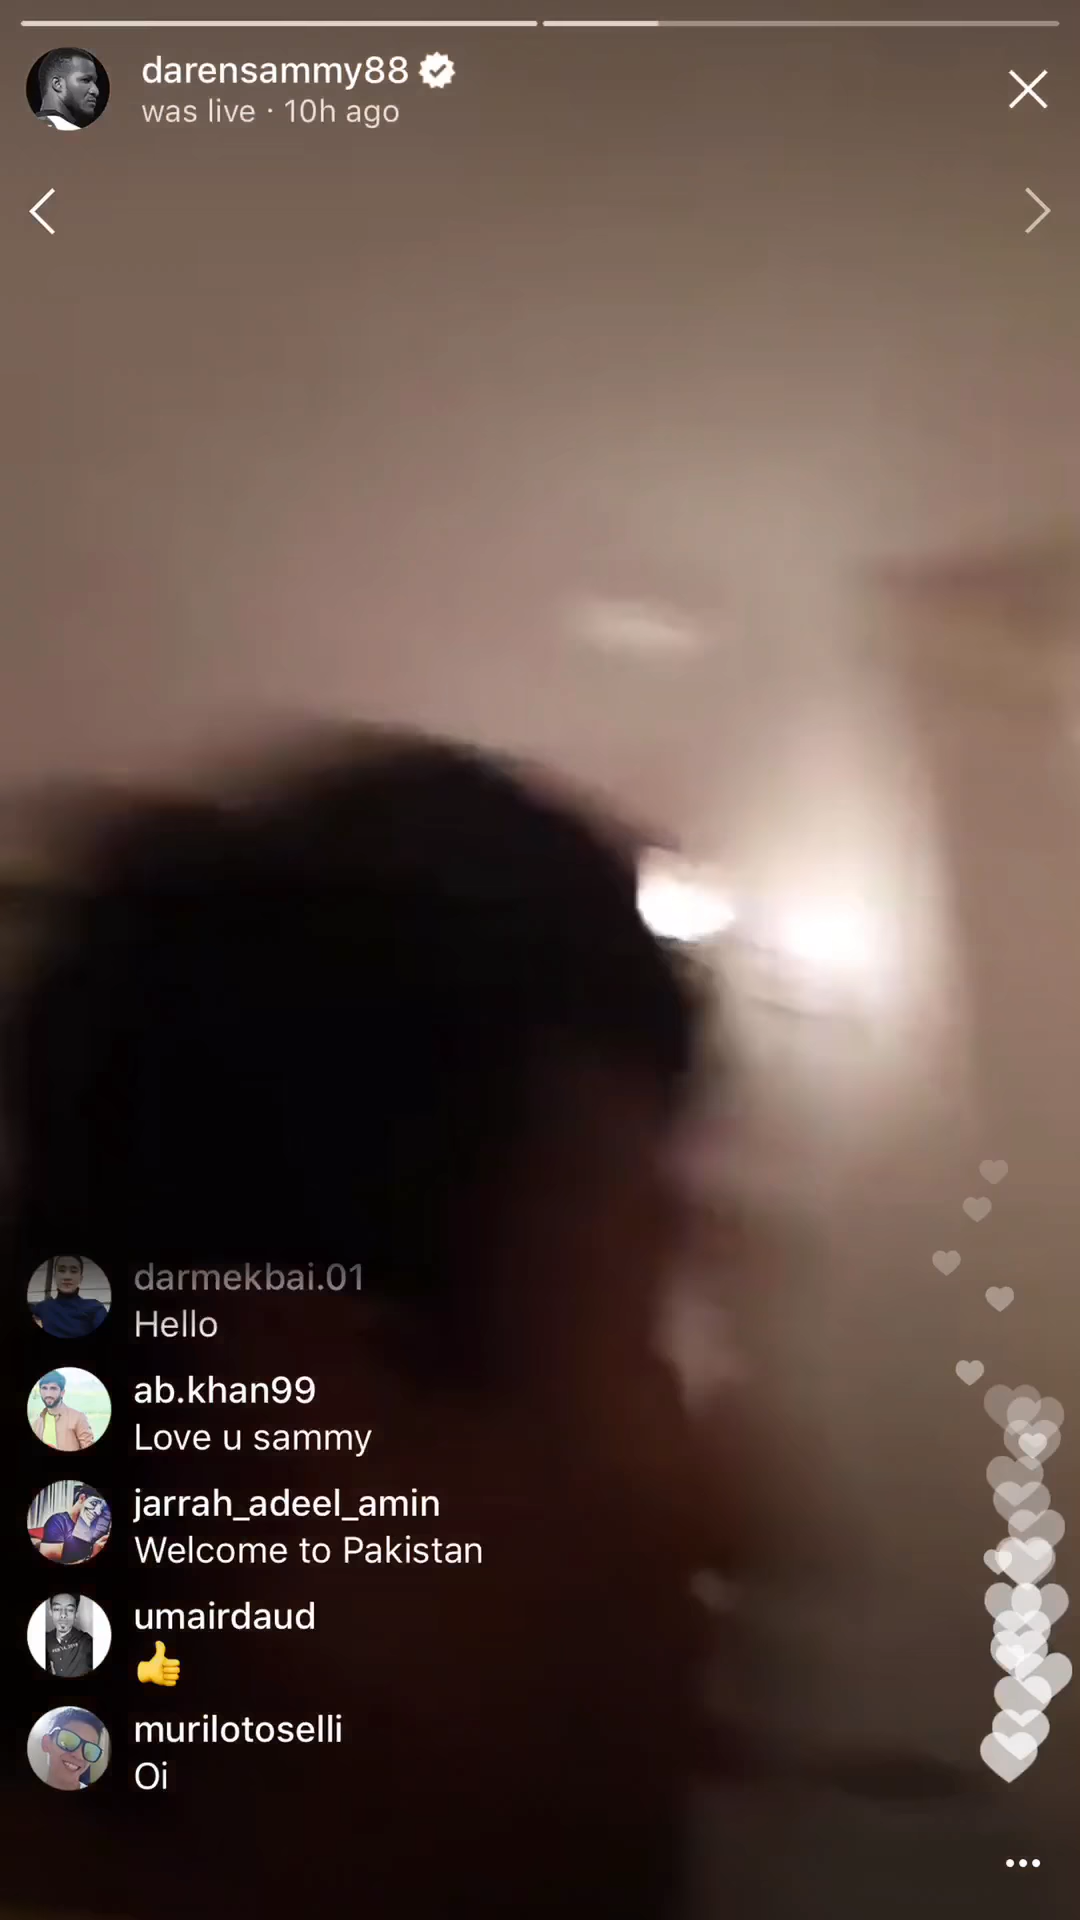 darensammy88
was live · 10h ago
darmekbai.01
Hello
ab.khan99
Love u sammy
jarrah_adeel_amin
Welcome to Pakistan
umairdaud
👍
murilotoselli
Oi